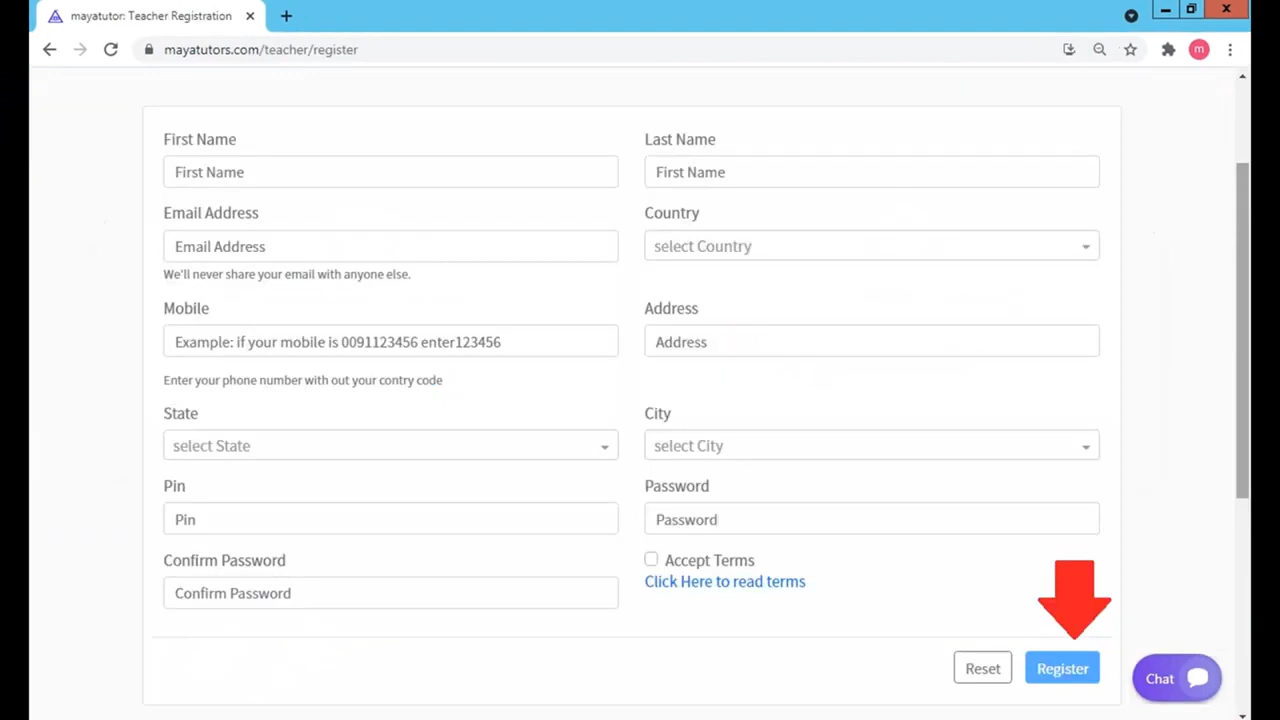 mayatutor: Teacher Registration
mayatutors.com/teacher/register
m
First Name
Last Name
First Name
First Name
Email Address
Country
Email Address
select Country
We'll never share your email with anyone else.
Mobile
Address
Example: if your mobile is 0091123456 enter123456
Address
Enter your phone number with out your contry code
State
City
select State
select City
Pin
Password
Pin
Password
Confirm Password
Accept Terms
Click Here to read terms
Confirm Password
Reset
Register
Chat